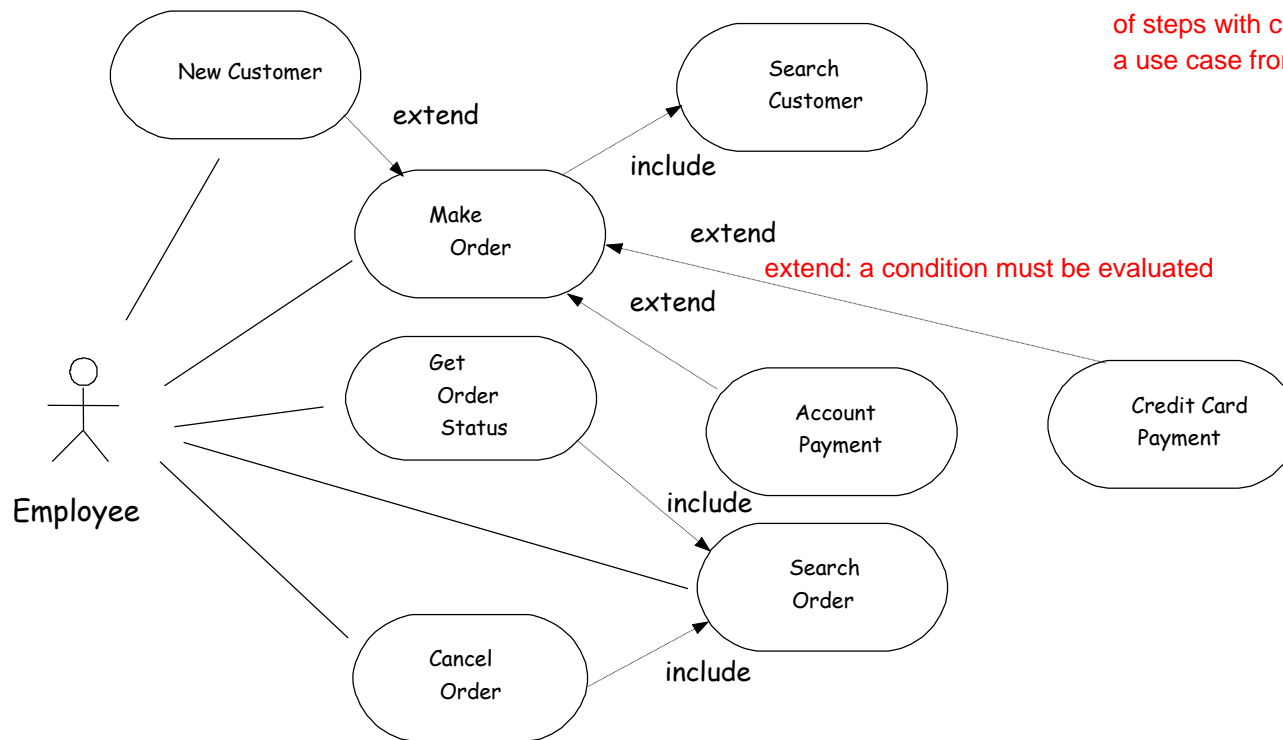 of steps with c
a use case fro
New Customer
Search
Customer
extend
include
Make
Order
extend
extend: a condition must be evaluated
extend
Get
Order
Status
Account
Payment
Credit Card
Payment
Employee
include
Search
Order
Cancel
Order
include